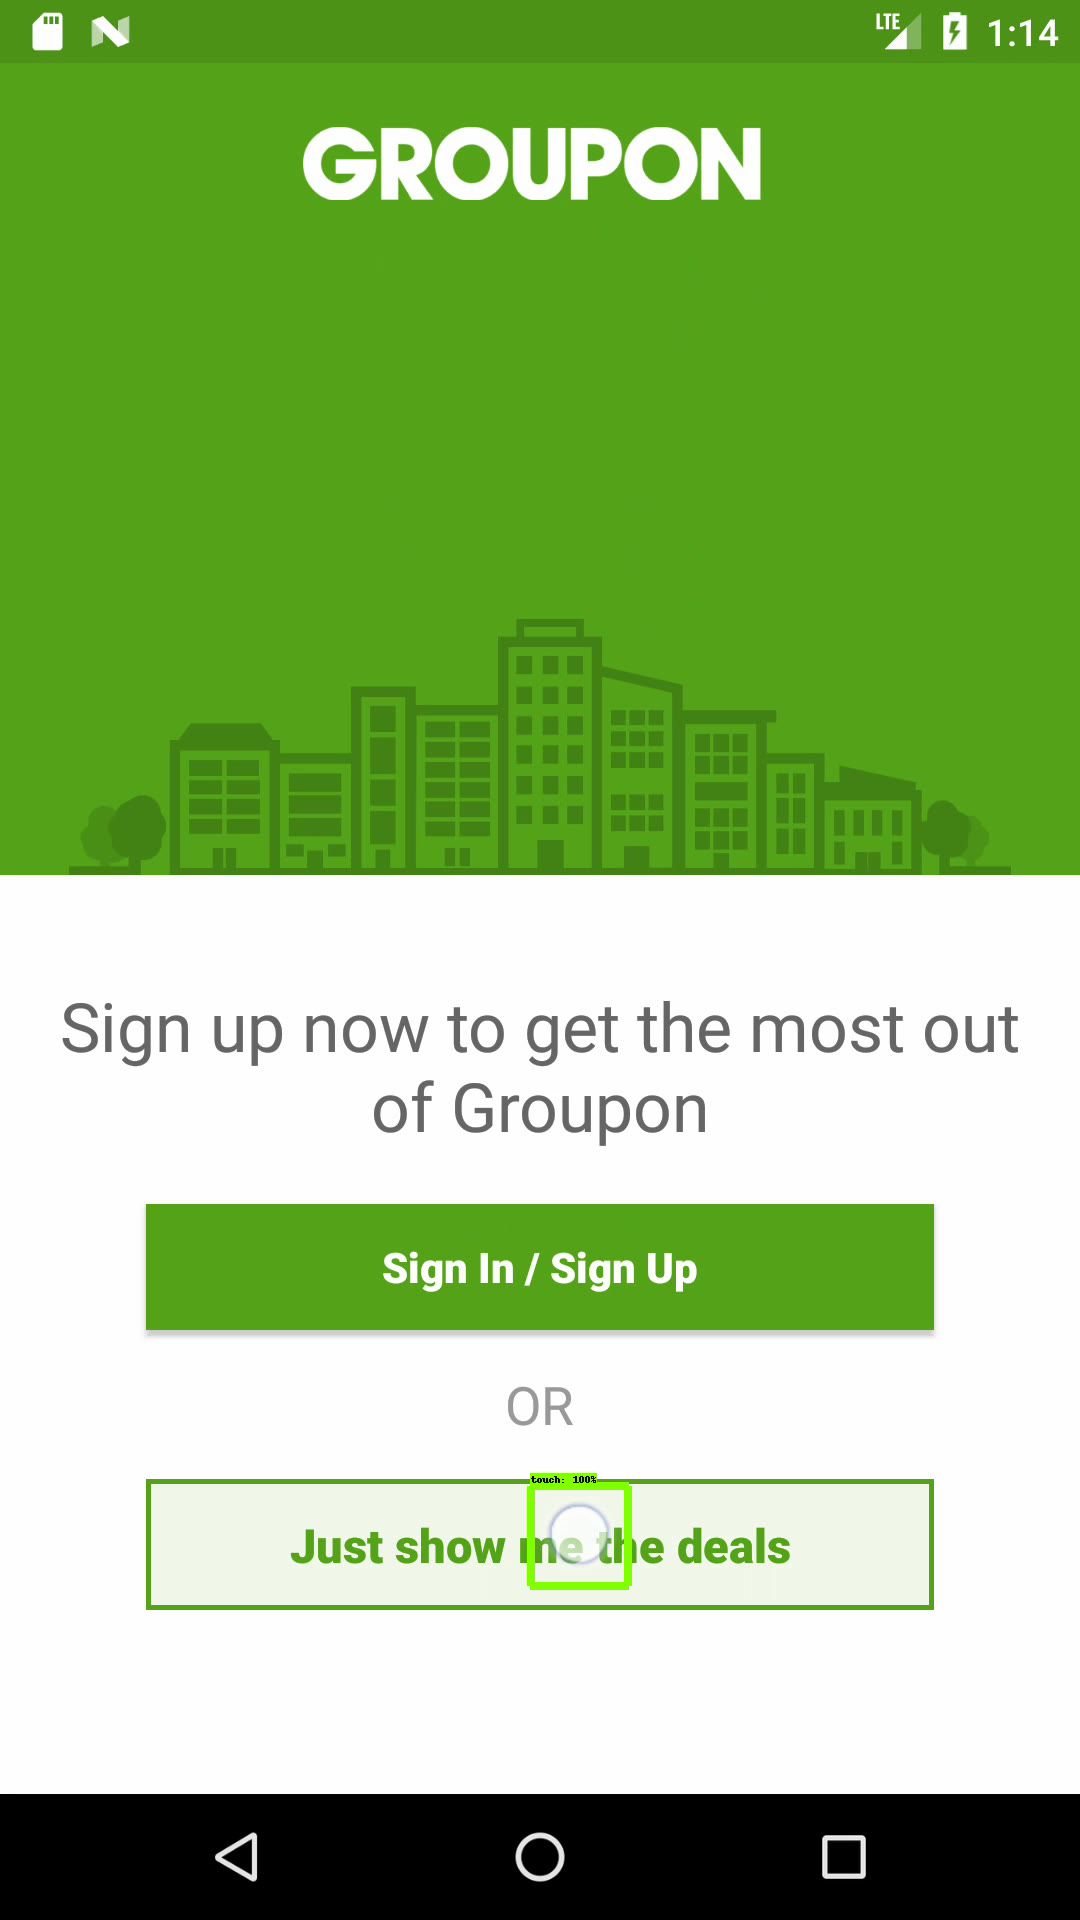 LTE 1:14
GROUPON
Sign up now to get the most out
of Groupon
Sign In / Sign Up
OR
touch: 100%
Just show me the deals